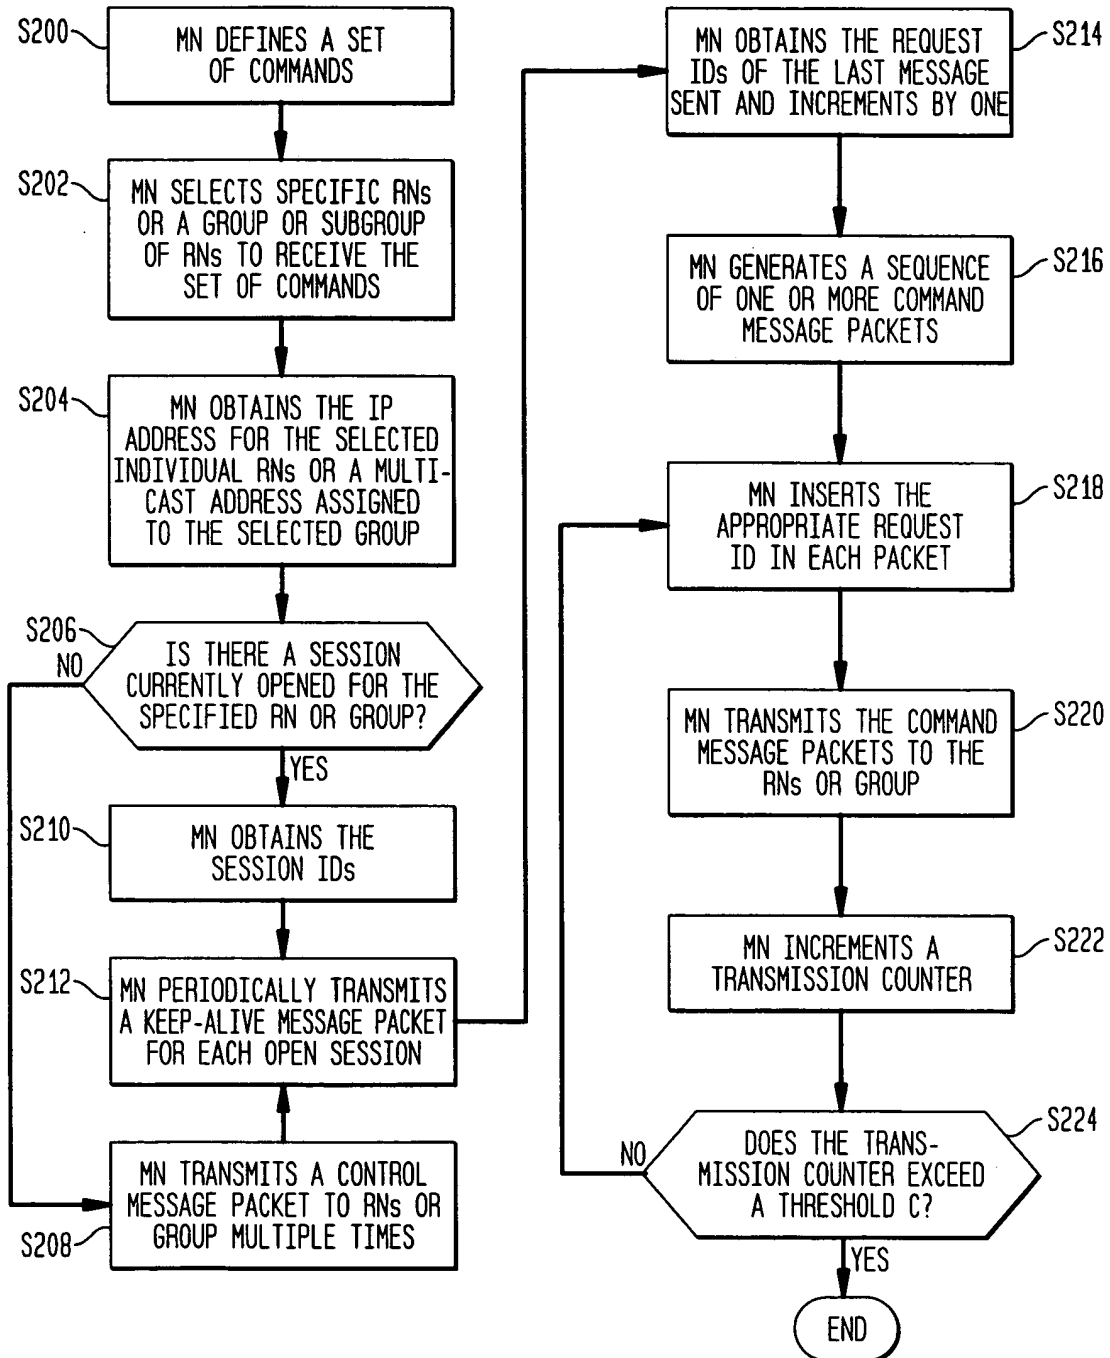 S200
MN DEFINES A SET
OF COMMANDS
S202
MN SELECTS SPECIFIC RNs
OR A GROUP OR SUBGROUP
OF RNs TO RECEIVE THE
SET OF COMMANDS
S204
MN OBTAINS THE IP
ADDRESS FOR THE SELECTED
INDIVIDUAL RNs OR A MULTI-
CAST ADDRESS ASSIGNED
TO THE SELECTED GROUP
S206
NO
IS THERE A SESSION
CURRENTLY OPENED FOR THE
SPECIFIED RN OR GROUP?
YES
S210
MN OBTAINS THE
SESSION IDs
S212
MN PERIODICALLY TRANSMITS
A KEEP-ALIVE MESSAGE PACKET
FOR EACH OPEN SESSION
MN TRANSMITS A CONTROL
MESSAGE PACKET TO RNs OR
GROUP MULTIPLE TIMES
S208
MN OBTAINS THE REQUEST
IDs OF THE LAST MESSAGE
SENT AND INCREMENTS BY ONE
S214
MN GENERATES A SEQUENCE
OF ONE OR MORE COMMAND
MESSAGE PACKETS
S216
MN INSERTS THE
APPROPRIATE REQUEST
ID IN EACH PACKET
S218
MN TRANSMITS THE COMMAND
MESSAGE PACKETS TO THE
RNs OR GROUP
S220
MN INCREMENTS A
TRANSMISSION COUNTER
S222
DOES THE TRANS-
MISSION COUNTER EXCEED
A THRESHOLD C?
S224
NO
YES
END